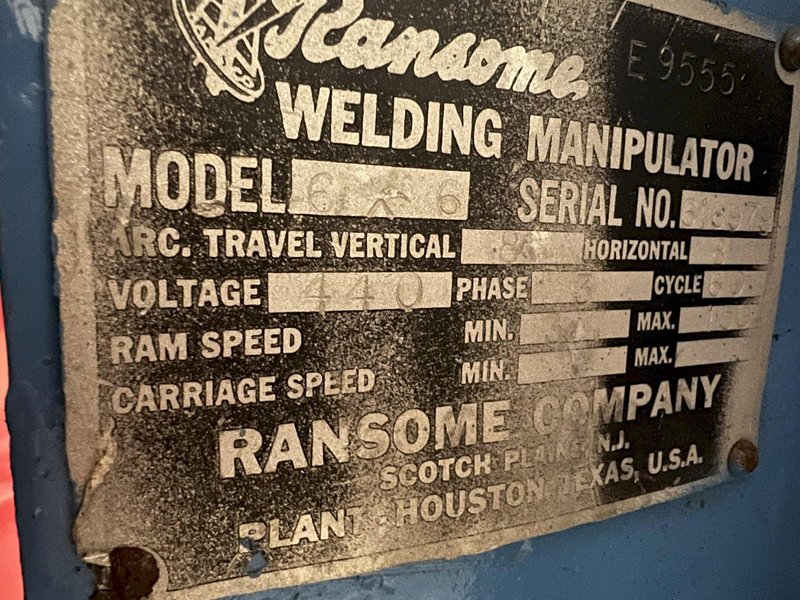 Ransome
E 9555
WELDING MANIPULATOR
MODEL 6 X 6 SERIAL NO.
ARC. TRAVEL VERTICAL HORIZONTAL
VOLTAGE 440 PHASE 3 CYCLE
RAM SPEED MIN. MAX.
CARRIAGE SPEED MIN. MAX.
RANSOME COMPANY
SCOTCH PLAINS, N.J.
PLANT HOUSTON, TEXAS, U.S.A.